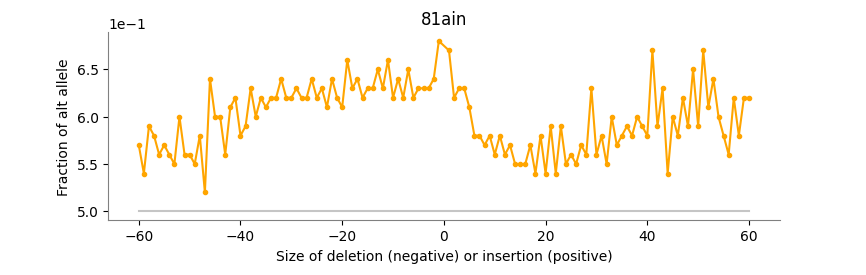 81ain
1e−1
Fraction of alt allele
6.5
6.0
5.5
5.0
−60 −40 −20 0 20 40 60
Size of deletion (negative) or insertion (positive)